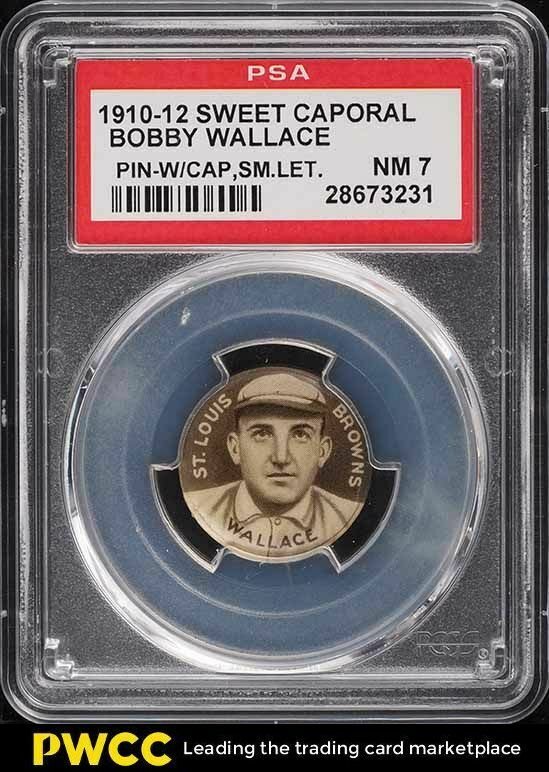 PSA
1910-12 SWEET CAPORAL
BOBBY WALLACE
PIN-W/CAP,SM.LET. NM 7
28673231
ST. LOUIS BROWNS
WALLACE
PWCC Leading the trading card marketplace